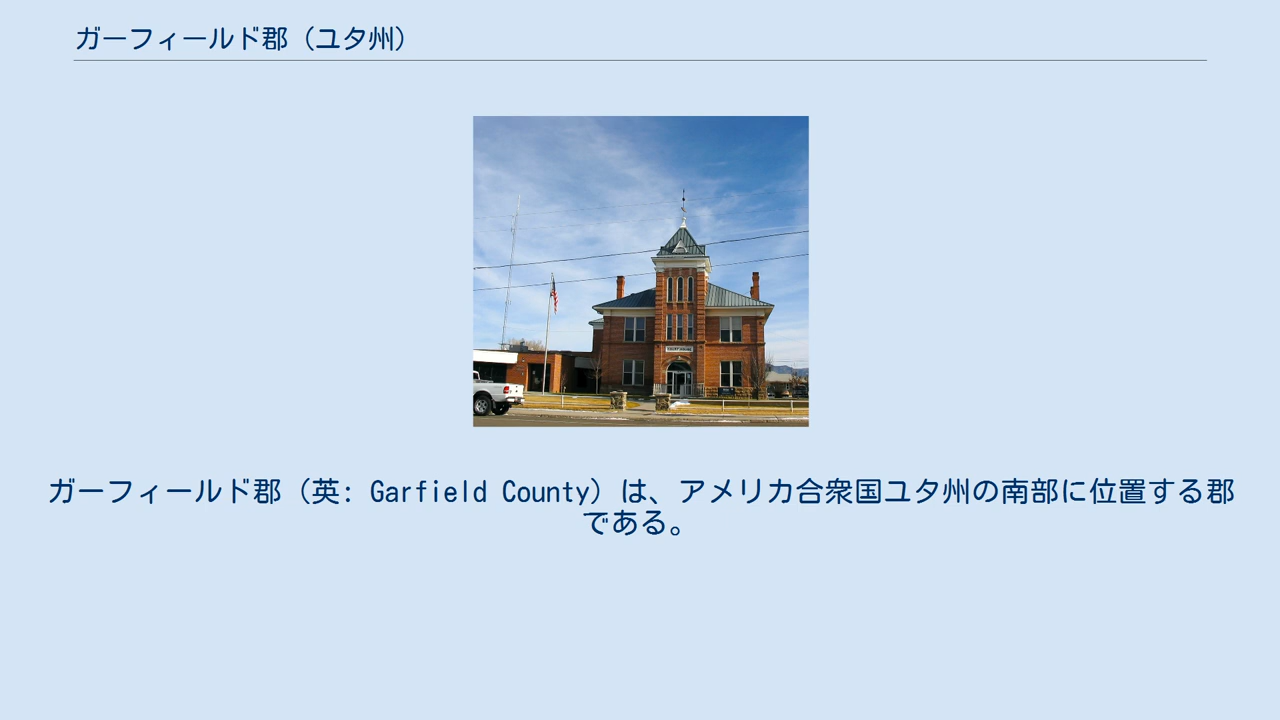 ガーフィールド郡（ユタ州）
ガーフィールド郡（英: Garfield County）は、アメリカ合衆国ユタ州の南部に位置する郡
である。